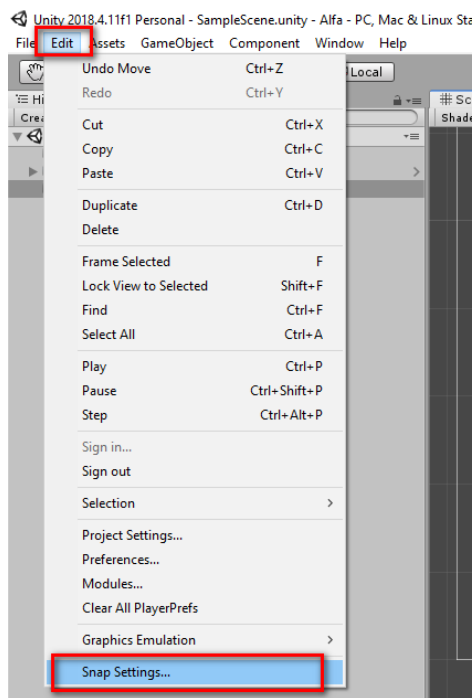 Unity 2018.4.11f1 Personal - SampleScene.unity - Alfa - PC, Mac & Linux Sta
File Edit Assets GameObject Component Window Help
Local
Undo Move Ctrl+Z
Redo Ctrl+Y
Cut Ctrl+X
Copy Ctrl+C
Paste Ctrl+V
Duplicate Ctrl+D
Delete
Frame Selected F
Lock View to Selected Shift+F
Find Ctrl+F
Select All Ctrl+A
Play Ctrl+P
Pause Ctrl+Shift+P
Step Ctrl+Alt+P
Sign in...
Sign out
Selection
Project Settings...
Preferences...
Modules...
Clear All PlayerPrefs
Graphics Emulation
Snap Settings...